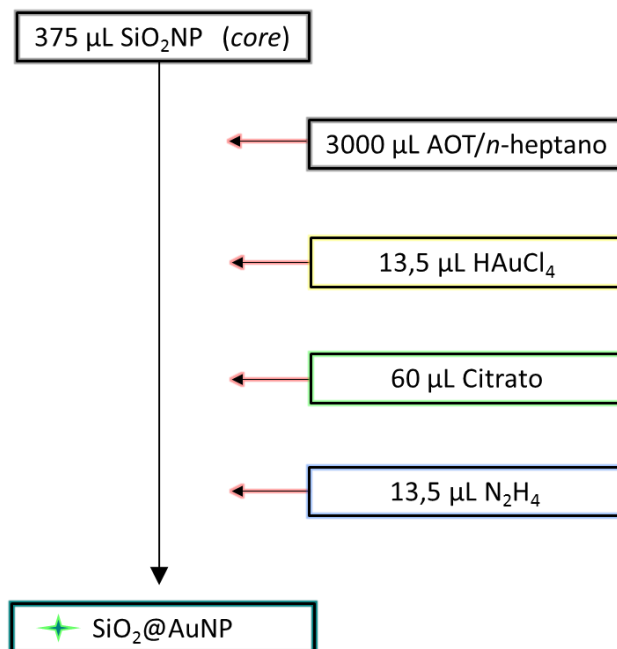 375 µL SiO₂NP (core)
3000 µL AOT/n-heptano
13,5 µL HAuCl₄
60 µL Citrato
13,5 µL N₂H₄
SiO₂@AuNP